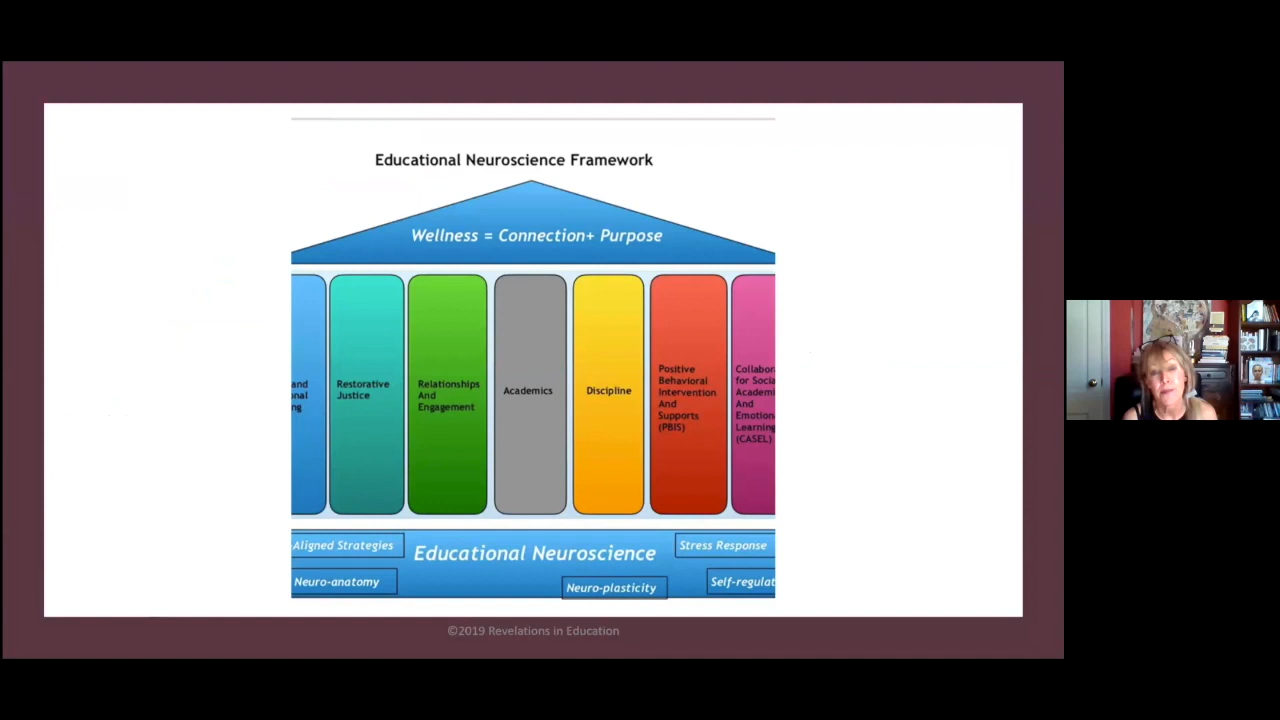 Educational Neuroscience Framework
Wellness = Connection+ Purpose
and
nal
ng
Restorative
Justice
Relationships
And
Engagement
Academics
Discipline
Positive
Behavioral
Intervention
And
Supports
(PBIS)
Collabor
for Socia
Academi
And
Emotion
Learning
(CASEL)
-Aligned Strategies
Educational Neuroscience
Stress Response
Neuro-anatomy
Neuro-plasticity
Self-regulat
©2019 Revelations in Education